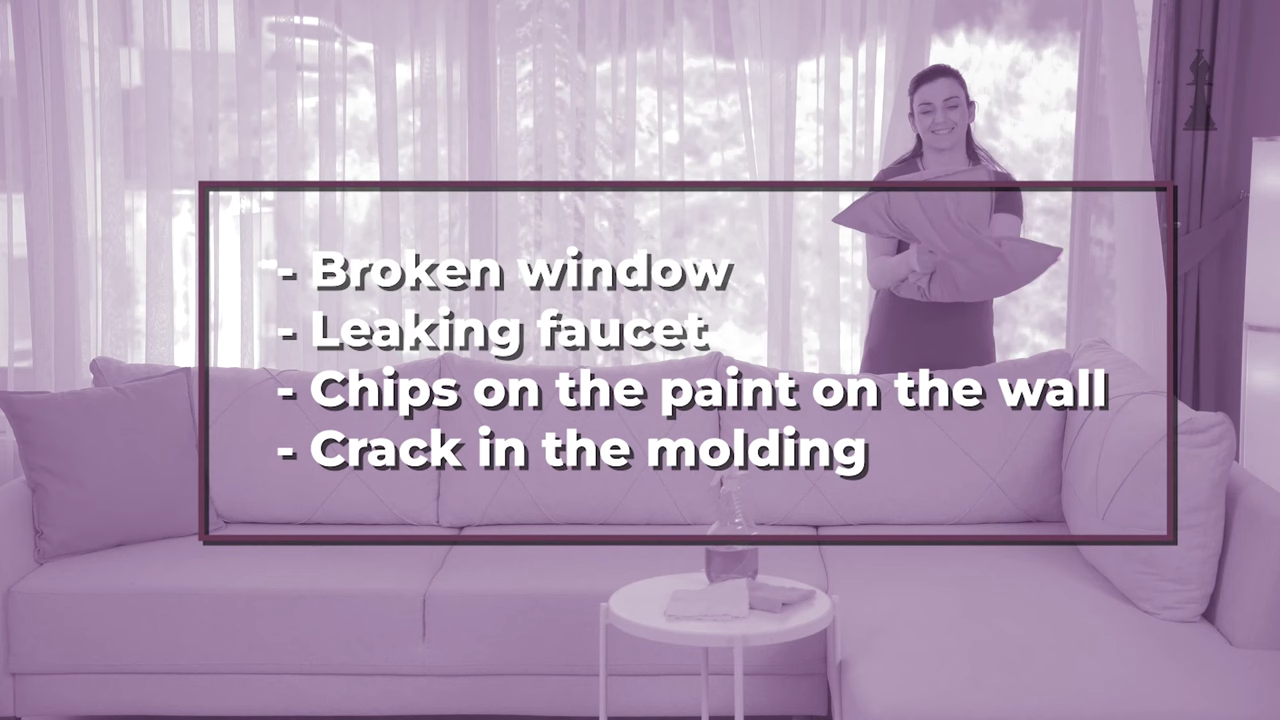 - Broken window
- Leaking faucet
- Chips on the paint on the wall
- Crack in the molding